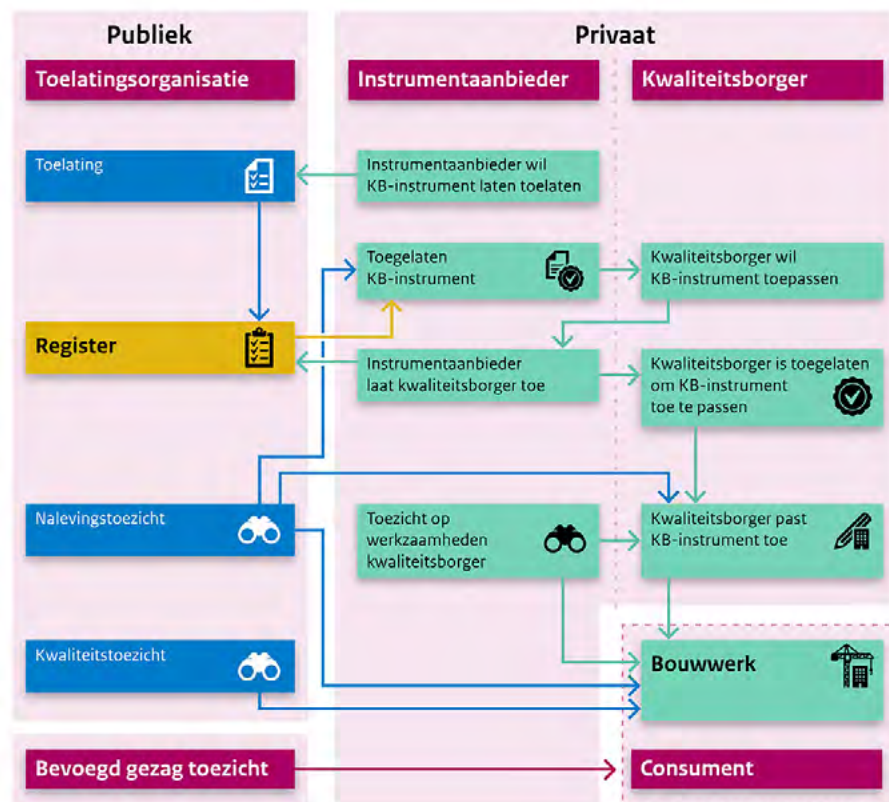 Publiek
Privaat
Toelatingsorganisatie
Instrumentaanbieder
Kwaliteitsborger
Toelating
Instrumentaanbieder wil
KB-instrument laten toelaten
Toegelaten
KB-instrument
Kwaliteitsborger wil
KB-instrument toepassen
Register
Instrumentaanbieder
laat kwaliteitsborger toe
Kwaliteitsborger is toegelaten
om KB-instrument
toe te passen
Nalevingstoezicht
Toezicht op
werkzaamheden
kwaliteitsborger
Kwaliteitsborger past
KB-instrument toe
Kwaliteitstoezicht
Bouwwerk
Bevoegd gezag toezicht
Consument